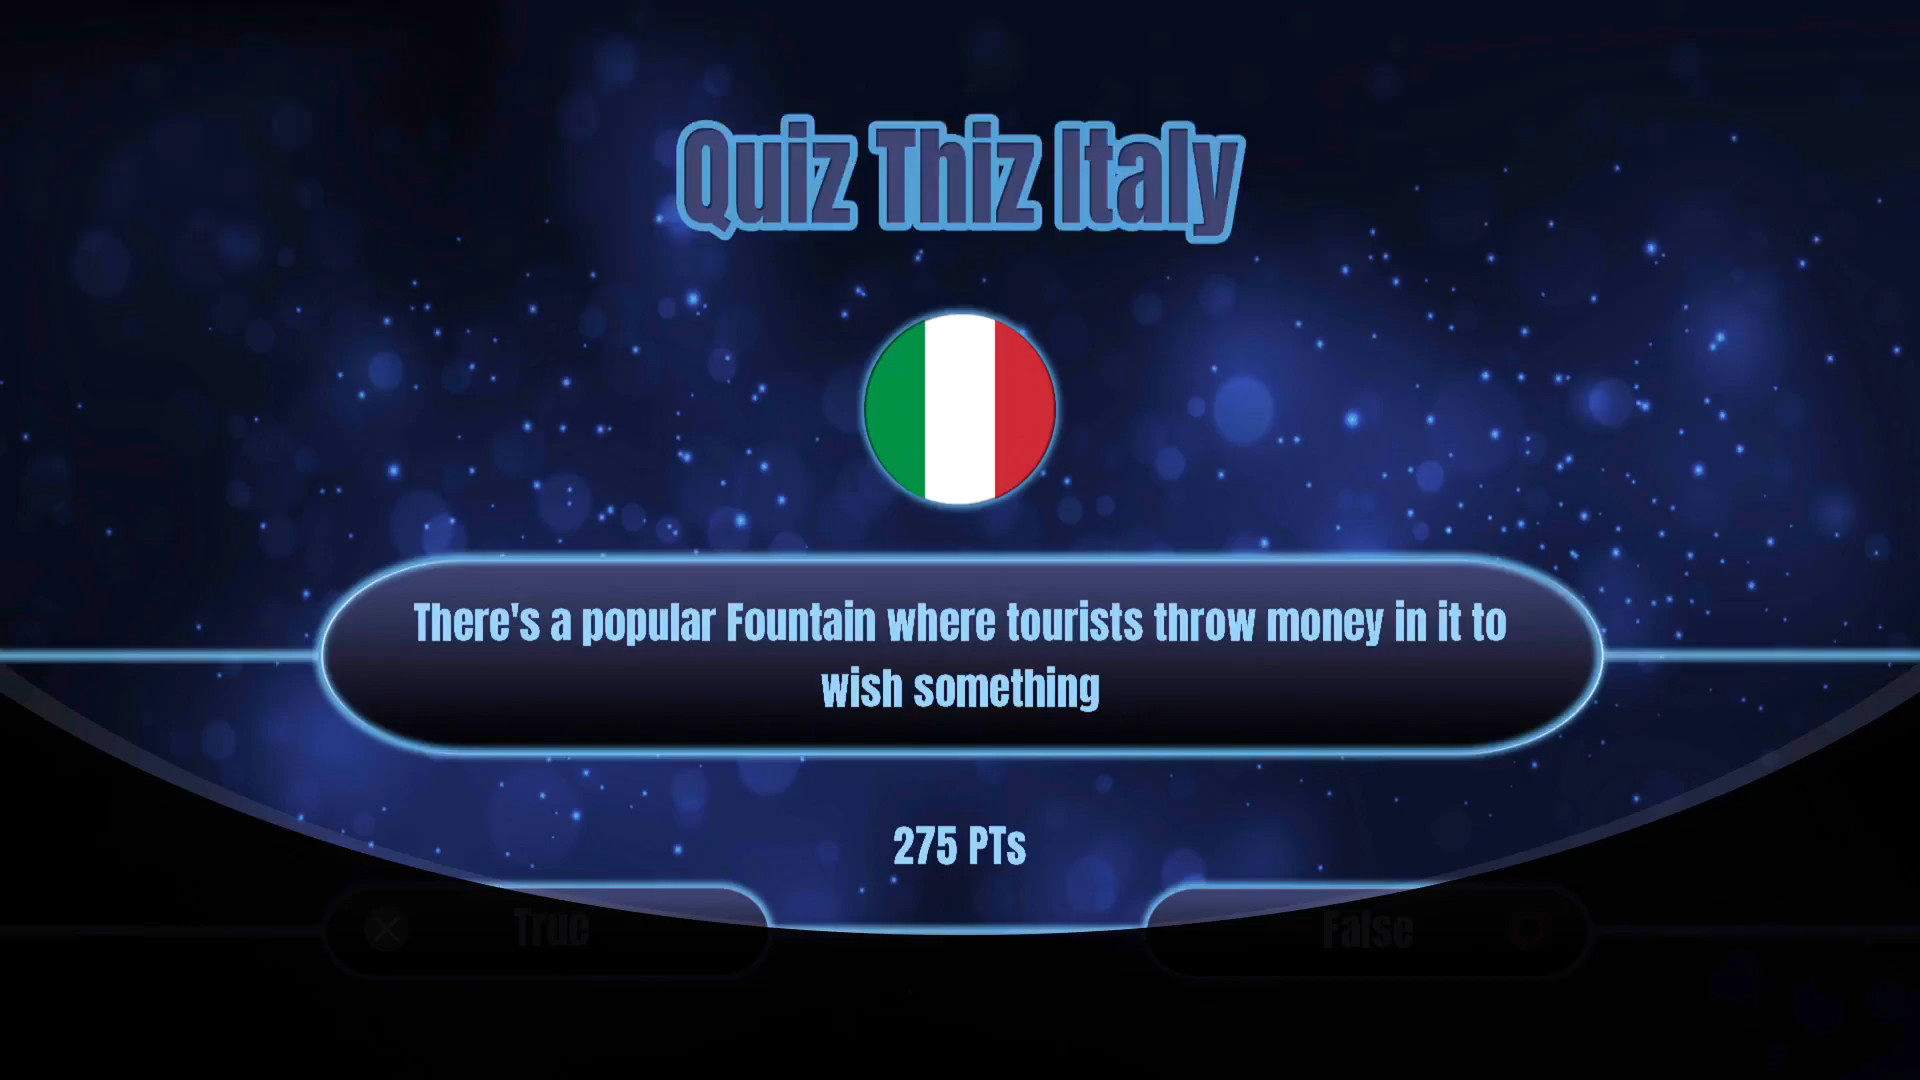 Quiz Thiz Italy
There's a popular Fountain where tourists throw money in it to
wish something
275 PTs
True
False